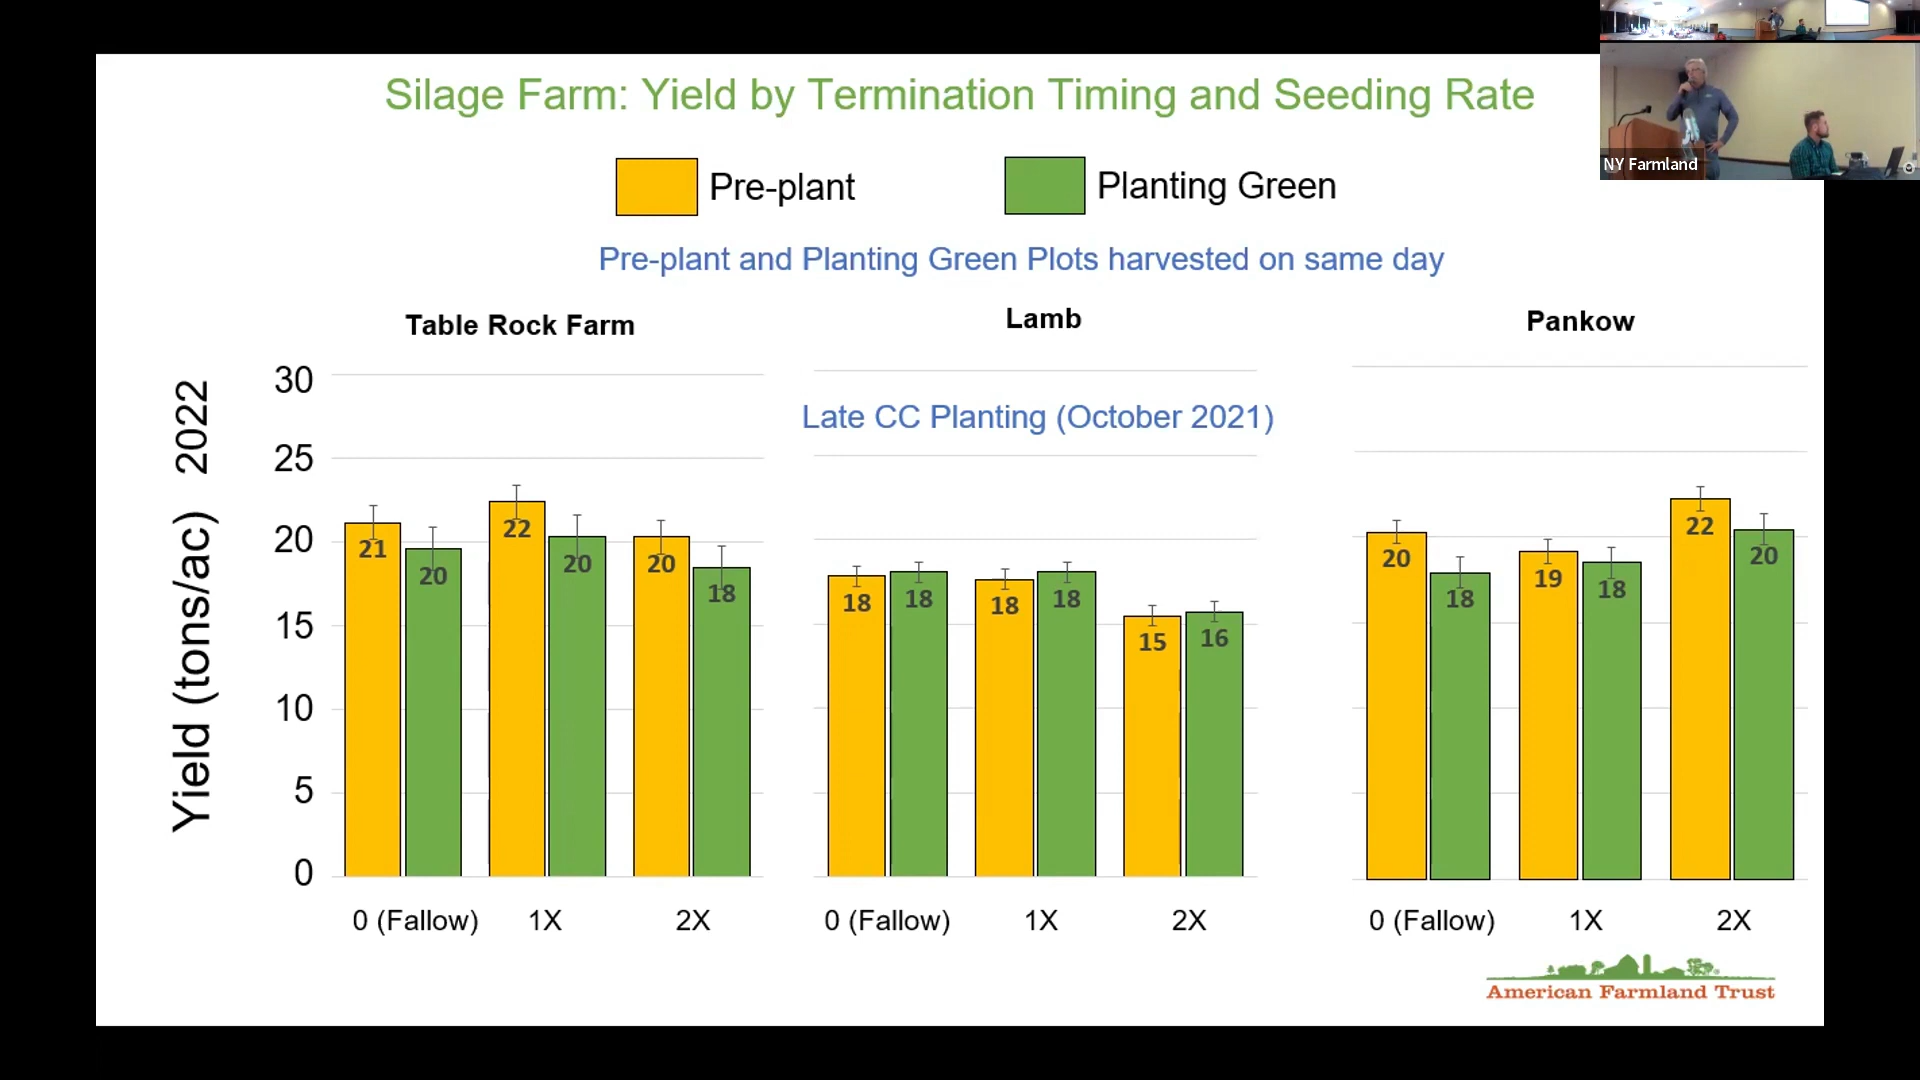 Silage Farm: Yield by Termination Timing and Seeding Rate
NY Farmland
Pre-plant
Planting Green
Pre-plant and Planting Green Plots harvested on same day
Table Rock Farm
Lamb
Pankow
Late CC Planting (October 2021)
Yield (tons/ac) 2022
30
25
20
15
10
5
0
21
20
22
20
20
18
18
18
18
18
15
16
20
18
19
18
22
20
0 (Fallow) 1X 2X
0 (Fallow) 1X 2X
0 (Fallow) 1X 2X
American Farmland Trust